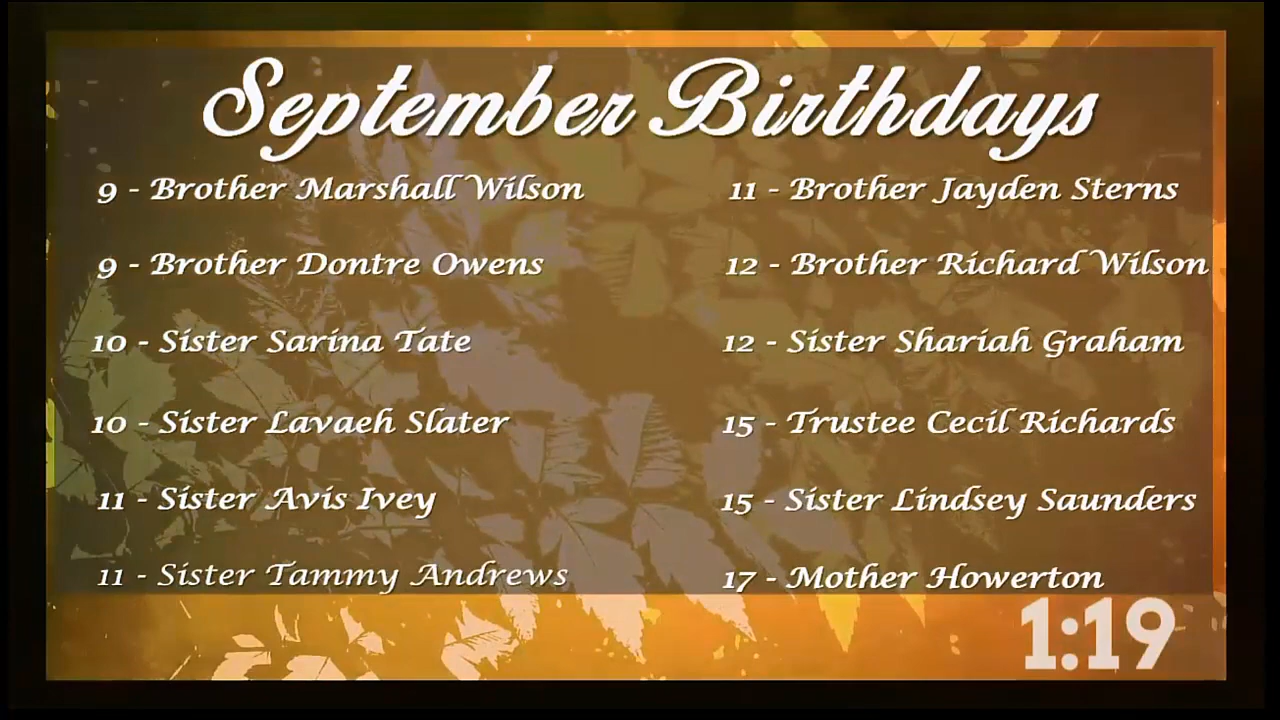 September Birthdays
9 - Brother Marshall Wilson
9 - Brother Dontre Owens
10 - Sister Sarina Tate
10 - Sister Lavaeh Slater
11 - Sister Avis Ivey
11 - Sister Tammy Andrews
11 - Brother Jayden Sterns
12 - Brother Richard Wilson
12 - Sister Shariah Graham
15 - Trustee Cecil Richards
15 - Sister Lindsey Saunders
17 - Mother Howerton
1:19